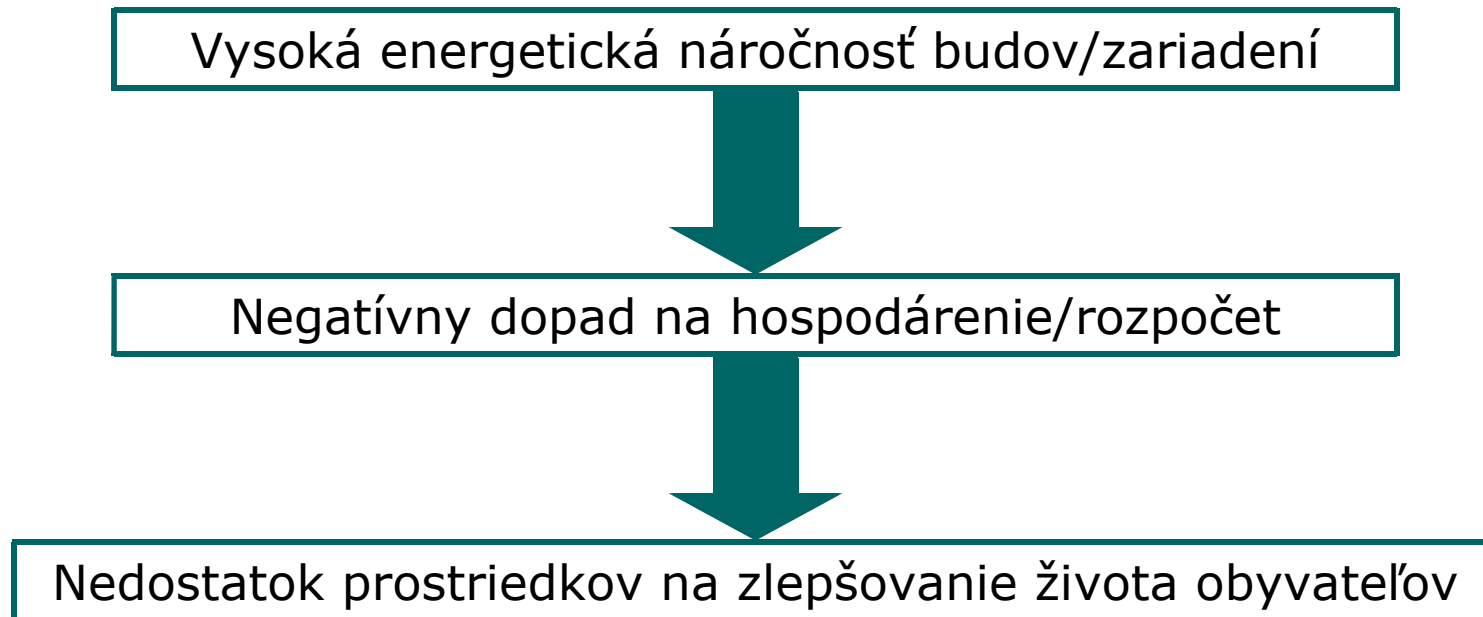 Vysoká energetická náročnosť budov/zariadení
Negatívny dopad na hospodárenie/rozpočet
Nedostatok prostriedkov na zlepšovanie života obyvateľov